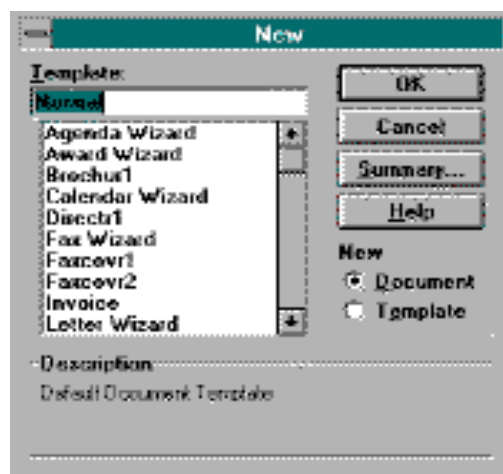 New
Template:
Normal
Agenda Wizard
Award Wizard
Brochur1
Calendar Wizard
Directr1
Fax Wizard
Faxcovr1
Faxcovr2
Invoice
Letter Wizard
OK
Cancel
Summary...
Help
New
Document
Template
Description
Default Document Template